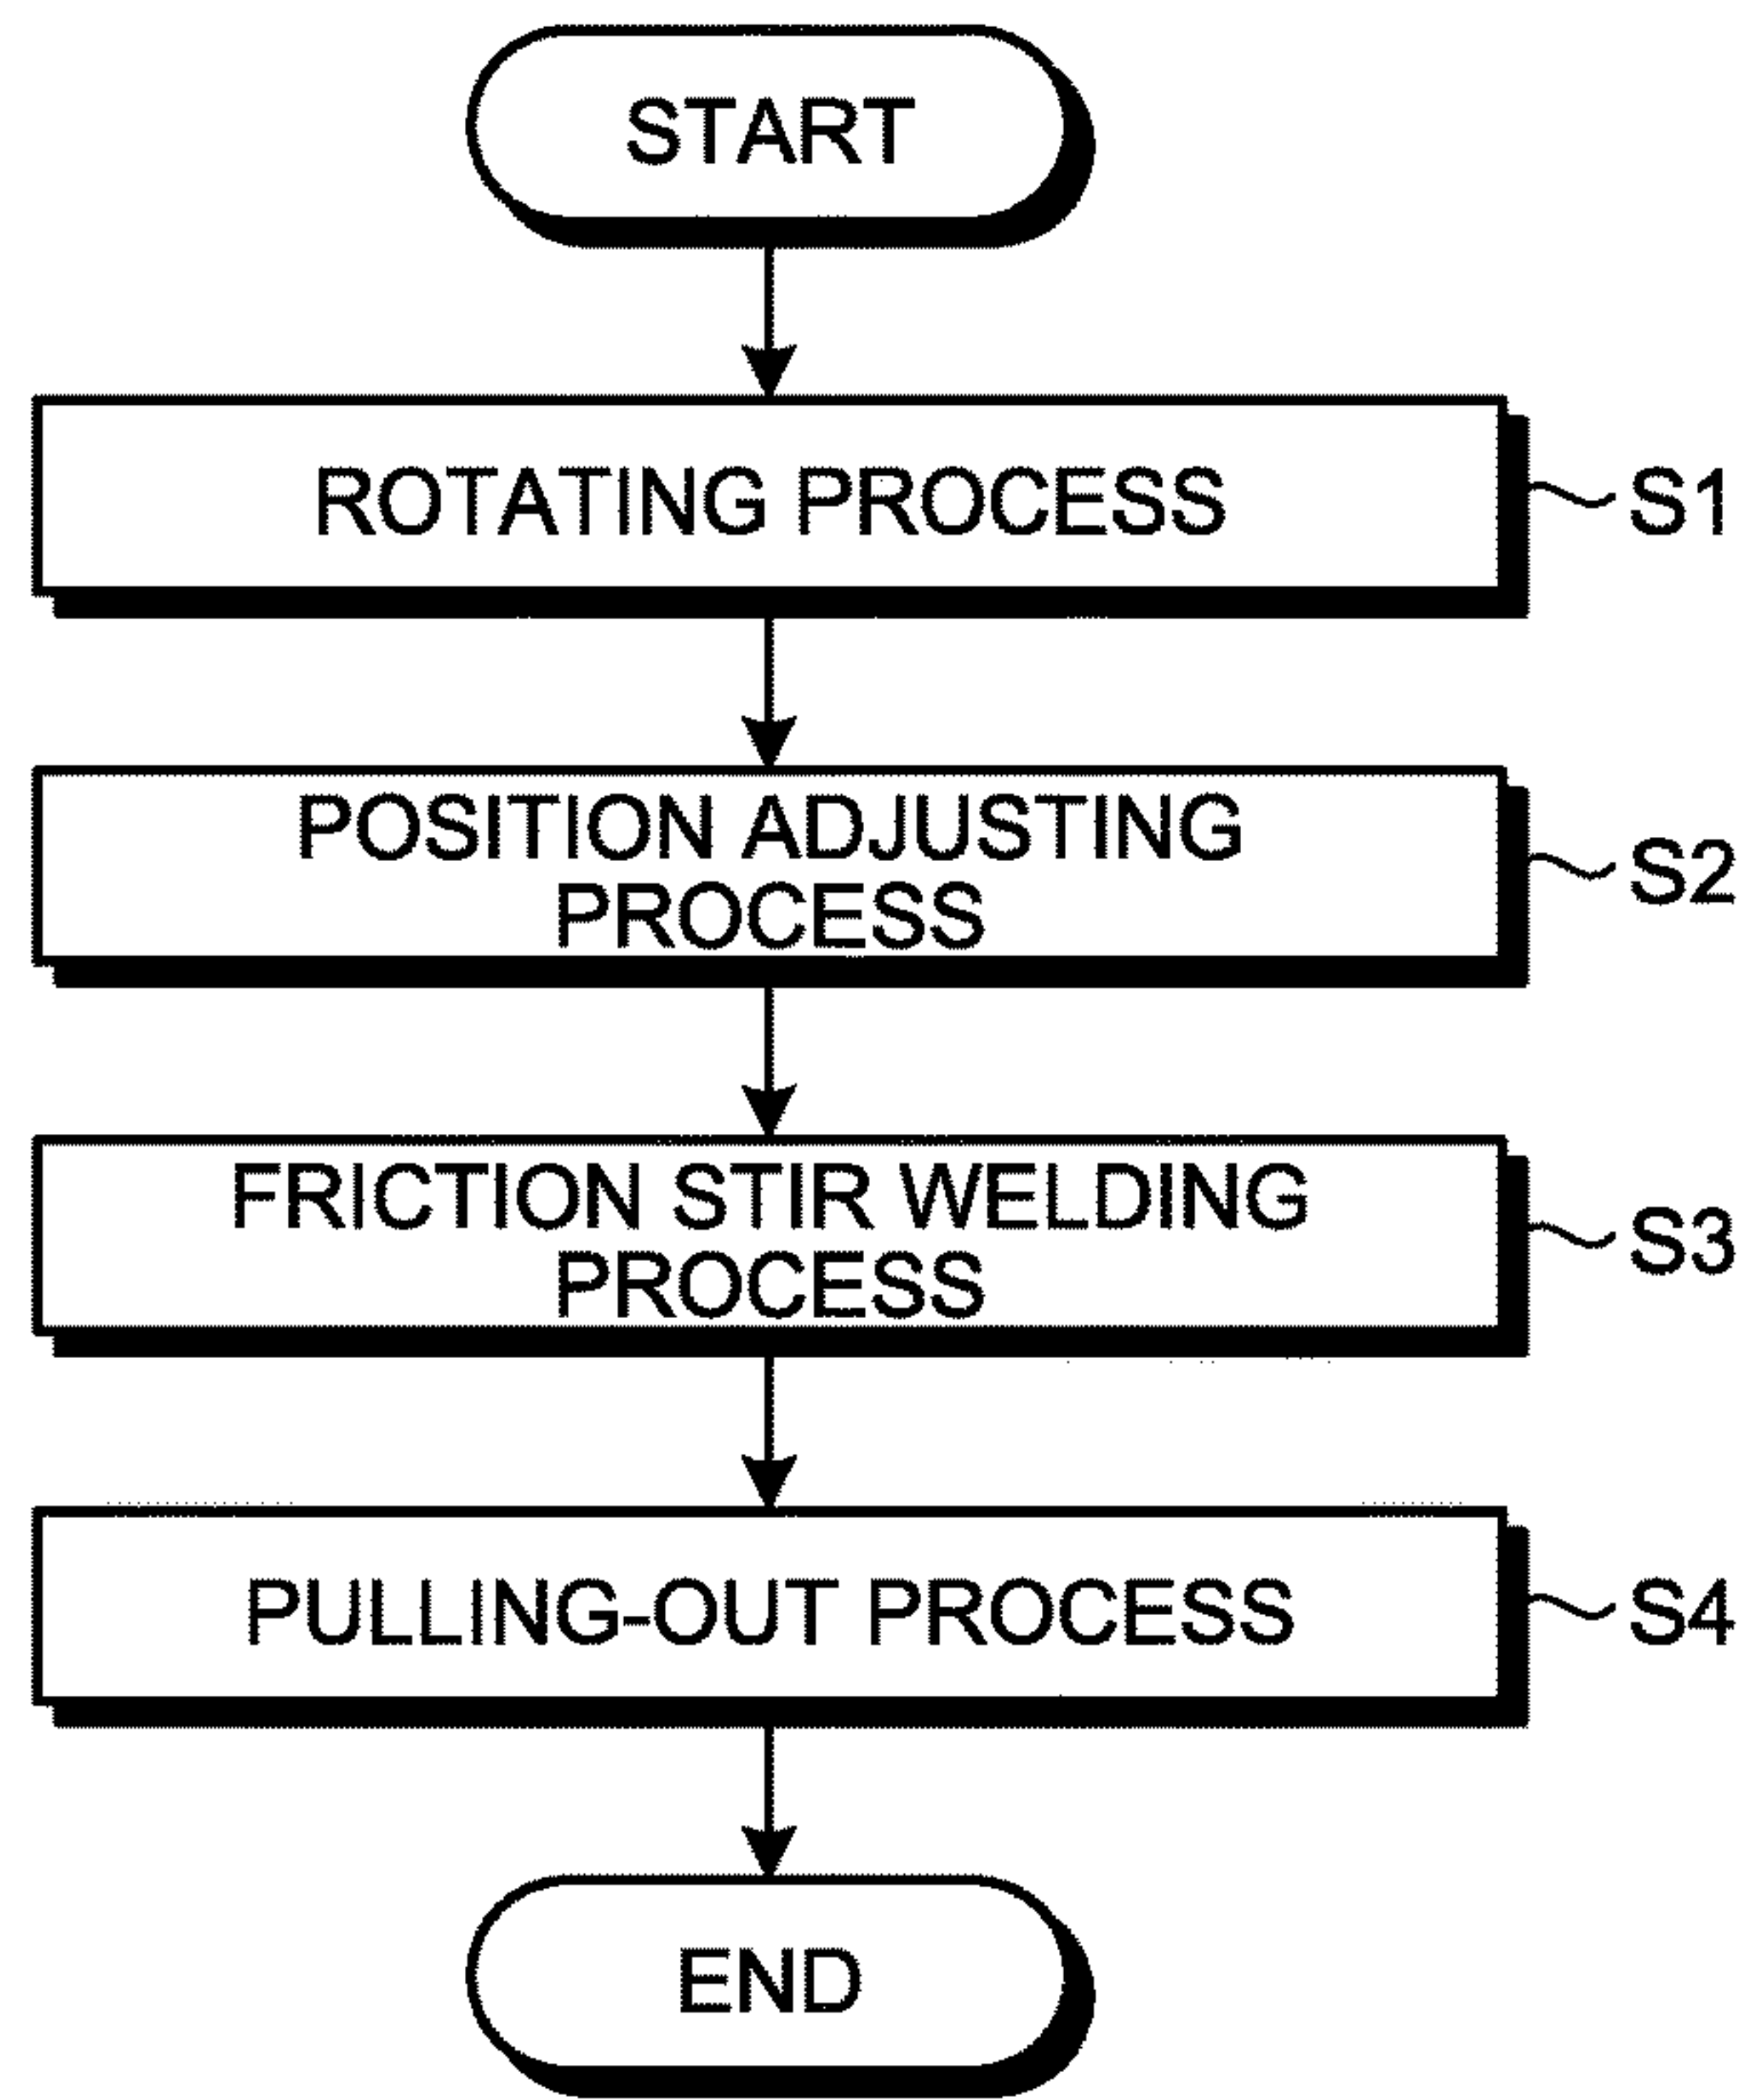 START
ROTATING PROCESS
S1
POSITION ADJUSTING
PROCESS
S2
FRICTION STIR WELDING
PROCESS
S3
PULLING-OUT PROCESS
S4
END